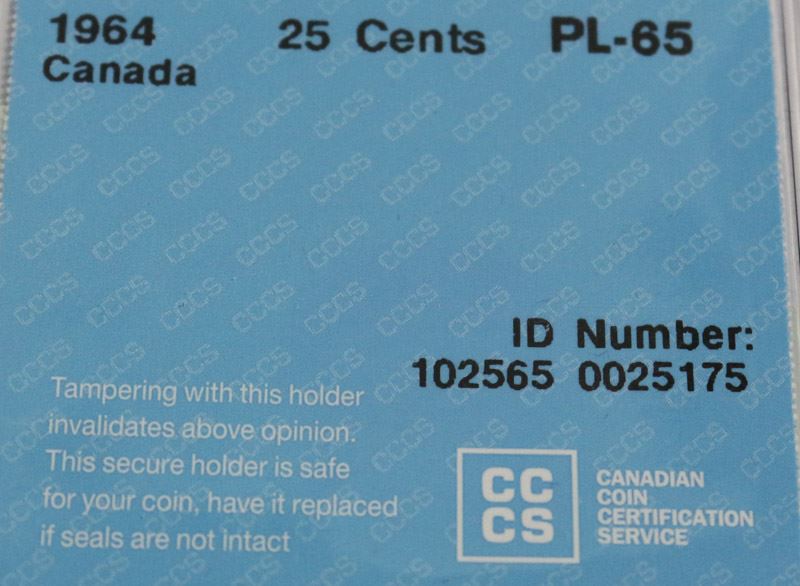 1964 25 Cents PL-65
Canada
ID Number:
102565 0025175
Tampering with this holder
invalidates above opinion.
This secure holder is safe
for your coin, have it replaced
if seals are not intact
CC
CS
CANADIAN
COIN
CERTIFICATION
SERVICE